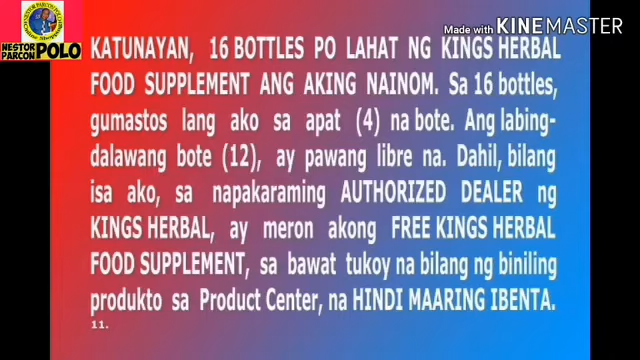 NESTOR PARCON POLO
Made with KINEMASTER
KATUNAYAN, 16 BOTTLES PO LAHAT NG KINGS HERBAL
FOOD SUPPLEMENT ANG AKING NAINOM. Sa 16 bottles,
gumastos lang ako sa apat (4) na bote. Ang labing-
dalawang bote (12), ay pawang libre na. Dahil, bilang
isa ako, sa napakaraming AUTHORIZED DEALER ng
KINGS HERBAL, ay meron akong FREE KINGS HERBAL
FOOD SUPPLEMENT, sa bawat tukoy na bilang ng biniling
produkto sa Product Center, na HINDI MAARING IBENTA.
11.